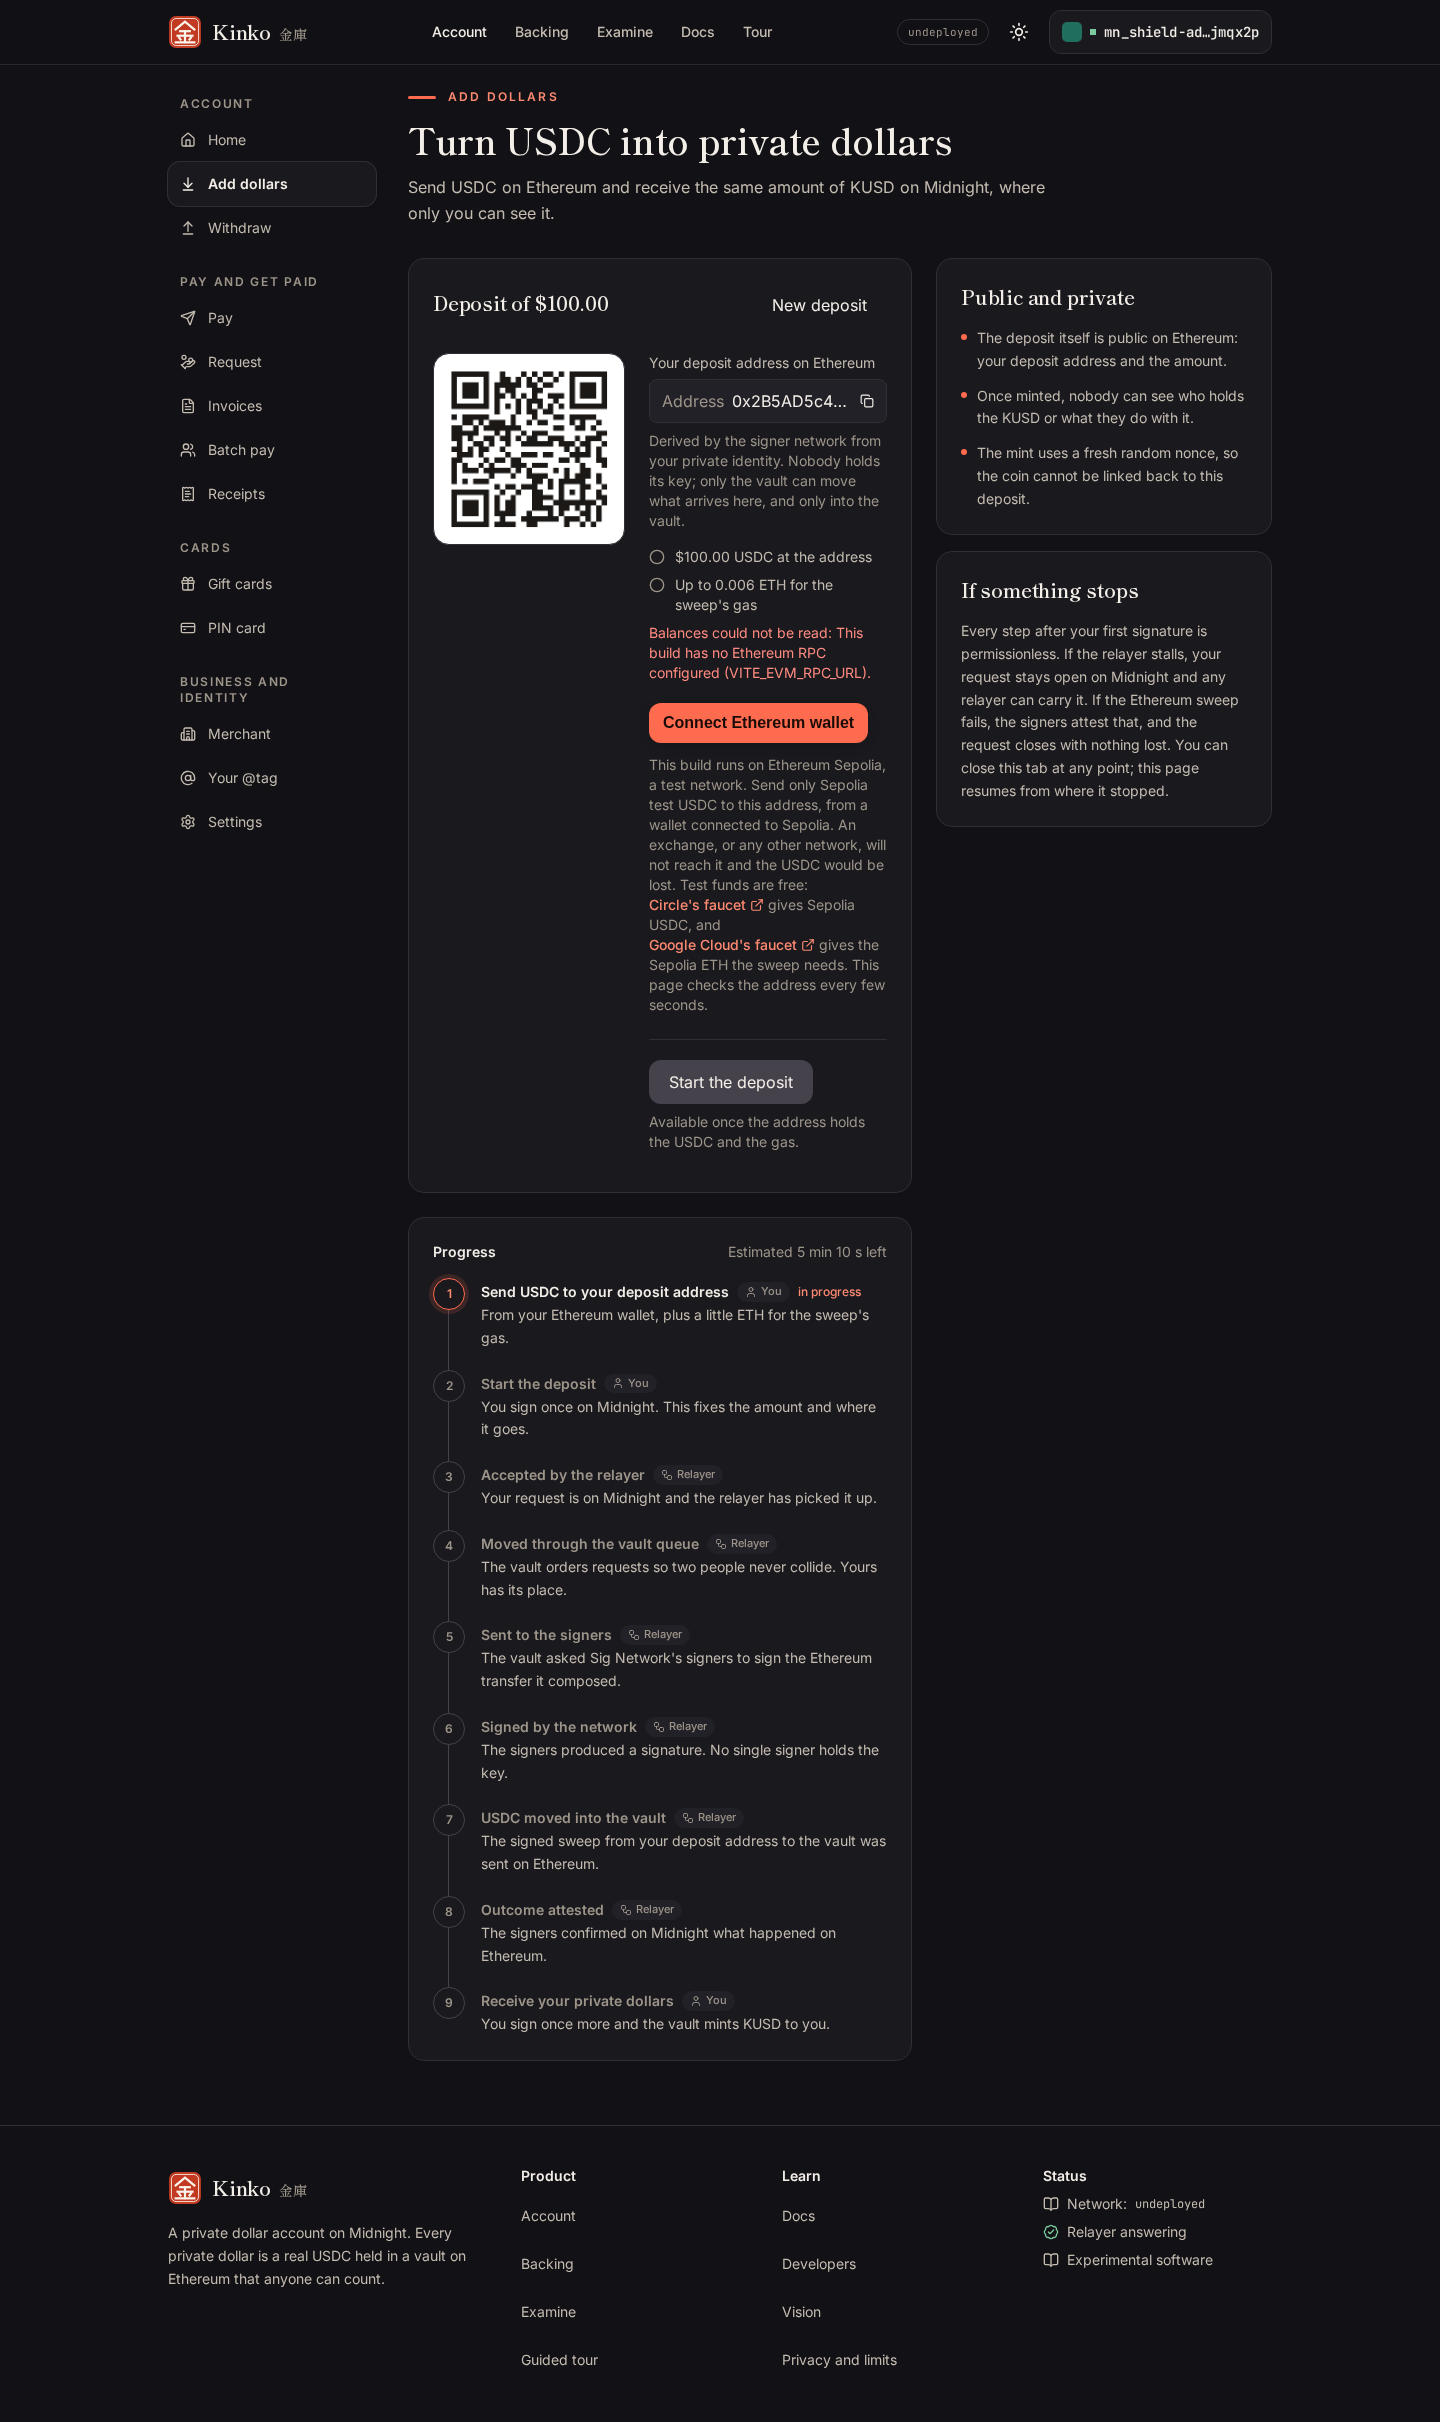 Kinko 金庫
Account
Backing
Examine
Docs
Tour
undeployed
mn_shield-ad…jmqx2p
ACCOUNT
Home
Add dollars
Withdraw
PAY AND GET PAID
Pay
Request
Invoices
Batch pay
Receipts
CARDS
Gift cards
PIN card
BUSINESS AND
IDENTITY
Merchant
Your @tag
Settings
ADD DOLLARS
Turn USDC into private dollars
Send USDC on Ethereum and receive the same amount of KUSD on Midnight, where
only you can see it.
Deposit of $100.00
New deposit
Your deposit address on Ethereum
Address 0x2B5AD5c4…
Derived by the signer network from
your private identity. Nobody holds
its key; only the vault can move
what arrives here, and only into the
vault.
$100.00 USDC at the address
Up to 0.006 ETH for the
sweep's gas
Balances could not be read: This
build has no Ethereum RPC
configured (VITE_EVM_RPC_URL).
Connect Ethereum wallet
This build runs on Ethereum Sepolia,
a test network. Send only Sepolia
test USDC to this address, from a
wallet connected to Sepolia. An
exchange, or any other network, will
not reach it and the USDC would be
lost. Test funds are free:
Circle's faucet gives Sepolia
USDC, and
Google Cloud's faucet gives the
Sepolia ETH the sweep needs. This
page checks the address every few
seconds.
Start the deposit
Available once the address holds
the USDC and the gas.
Public and private
The deposit itself is public on Ethereum:
your deposit address and the amount.
Once minted, nobody can see who holds
the KUSD or what they do with it.
The mint uses a fresh random nonce, so
the coin cannot be linked back to this
deposit.
If something stops
Every step after your first signature is
permissionless. If the relayer stalls, your
request stays open on Midnight and any
relayer can carry it. If the Ethereum sweep
fails, the signers attest that, and the
request closes with nothing lost. You can
close this tab at any point; this page
resumes from where it stopped.
Progress
Estimated 5 min 10 s left
1 Send USDC to your deposit address You in progress
From your Ethereum wallet, plus a little ETH for the sweep's
gas.
2 Start the deposit You
You sign once on Midnight. This fixes the amount and where
it goes.
3 Accepted by the relayer Relayer
Your request is on Midnight and the relayer has picked it up.
4 Moved through the vault queue Relayer
The vault orders requests so two people never collide. Yours
has its place.
5 Sent to the signers Relayer
The vault asked Sig Network's signers to sign the Ethereum
transfer it composed.
6 Signed by the network Relayer
The signers produced a signature. No single signer holds the
key.
7 USDC moved into the vault Relayer
The signed sweep from your deposit address to the vault was
sent on Ethereum.
8 Outcome attested Relayer
The signers confirmed on Midnight what happened on
Ethereum.
9 Receive your private dollars You
You sign once more and the vault mints KUSD to you.
金 Kinko 金庫
A private dollar account on Midnight. Every
private dollar is a real USDC held in a vault on
Ethereum that anyone can count.
Product
Account
Backing
Examine
Guided tour
Learn
Docs
Developers
Vision
Privacy and limits
Status
Network: undeployed
Relayer answering
Experimental software